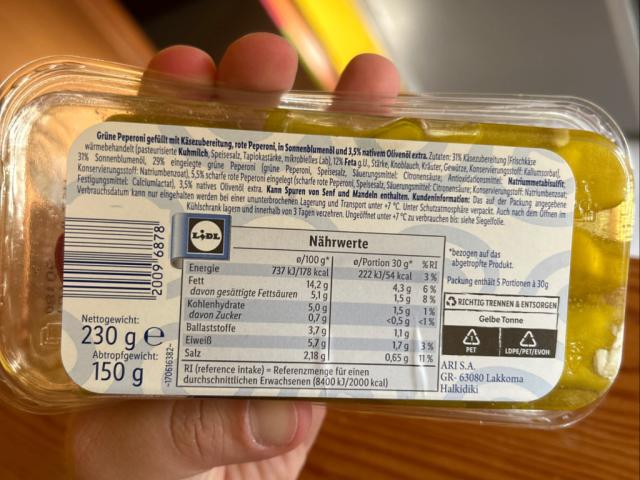 Grüne Peperoni gefüllt mit Käsezubereitung, rote Peperoni, in Sonnenblumenöl und 3,5% nativem Olivenöl extra. Zutaten: 31% Käsezubereitung (Frischkäse
wärmebehandelt (pasteurisierte Kuhmilch, Speisesalz, Tapiokastärke, mikrobielles Lab), 12% Feta g.U., Stärke, Knoblauch, Kräuter, Gewürze, Konservierungsstoff: Kaliumsorbat),
31% Sonnenblumenöl, 29% eingelegte grüne Peperoni (grüne Peperoni, Speisesalz, Säuerungsmittel: Citronensäure, Antioxidationsmittel: Natriummetabisulfit,
Konservierungsstoff: Natriumbenzoat), 5,5% scharfe rote Peperoni eingelegt (scharfe rote Peperoni, Speisesalz, Säuerungsmittel: Citronensäure; Konservierungsstoff: Natriumbenzoat;
Festigungsmittel: Calciumlactat), 3,5% natives Olivenöl extra. Kann Spuren von Senf und Mandeln enthalten. Kundeninformation: Das auf der Packung angegebene
Verbrauchsdatum kann nur eingehalten werden bei einer ununterbrochenen Lagerung und Transport unter +7 °C. Unter Schutzatmosphäre verpackt. Auch nach dem Öffnen im
Kühlschrank lagern und innerhalb von 3 Tagen verzehren. Ungeöffnet unter +7 °C zu verbrauchen bis: siehe Siegelfolie.
2009 6878
LIDL
Nährwerte
ø/100 g* ø/Portion 30 g* %RI
Energie 737 kJ/178 kcal 222 kJ/54 kcal 3 %
Fett 14,2 g 4,3 g 6 %
davon gesättigte Fettsäuren 5,1 g 1,5 g 8 %
Kohlenhydrate 5,0 g 1,5 g 1 %
davon Zucker 0,7 g <0,5 g <1 %
Ballaststoffe 3,7 g 1,1 g
Eiweiß 5,7 g 1,7 g 3 %
Salz 2,18 g 0,65 g 11 %
RI (reference intake) = Referenzmenge für einen
durchschnittlichen Erwachsenen (8400 kJ/2000 kcal)
*bezogen auf das
abgetropfte Produkt.
Packung enthält 5 Portionen à 30g
RICHTIG TRENNEN & ENTSORGEN
Gelbe Tonne
PET
LDPE/PET/EVOH
ARI S.A.
GR- 63080 Lakkoma
Halkidiki
Nettogewicht:
230 g e
Abtropfgewicht:
150 g
-170616382-